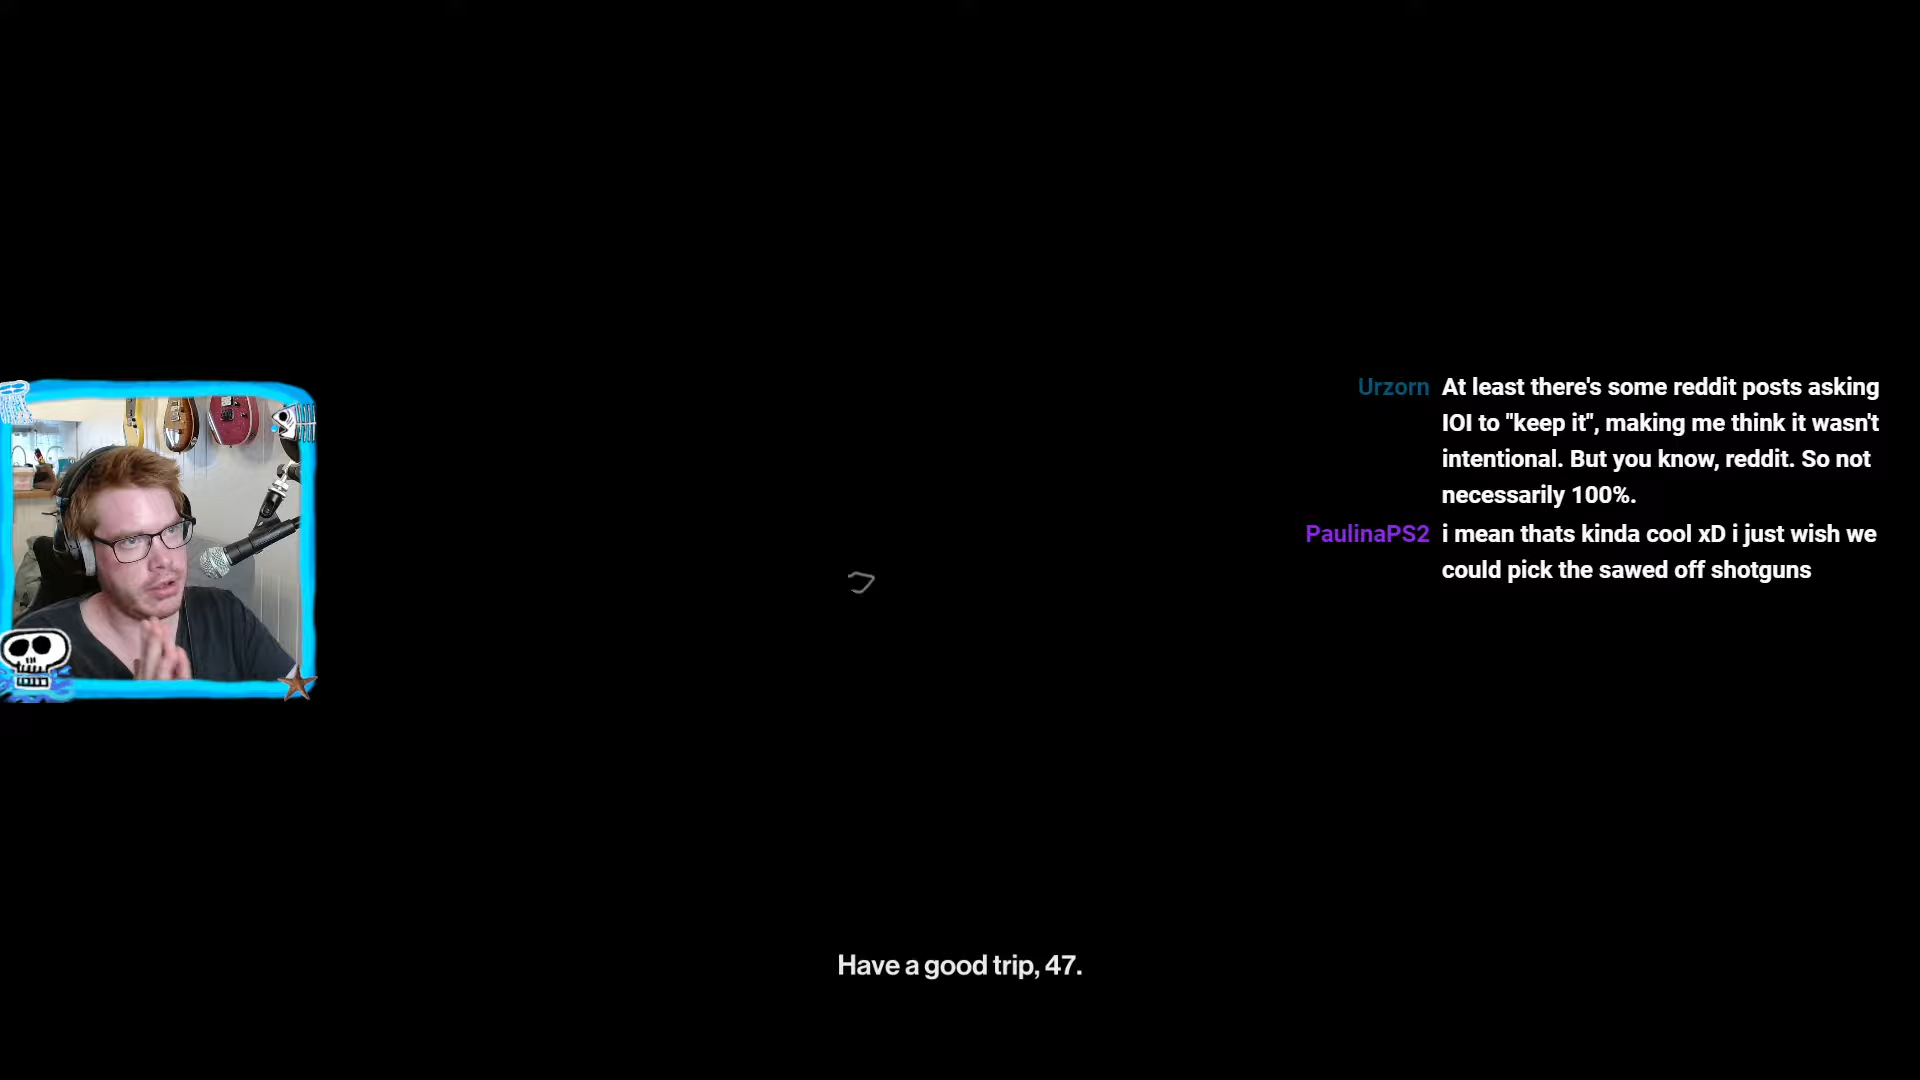 Urzorn At least there's some reddit posts asking
IOI to "keep it", making me think it wasn't
intentional. But you know, reddit. So not
necessarily 100%.
PaulinaPS2 i mean thats kinda cool xD i just wish we
could pick the sawed off shotguns
Have a good trip, 47.